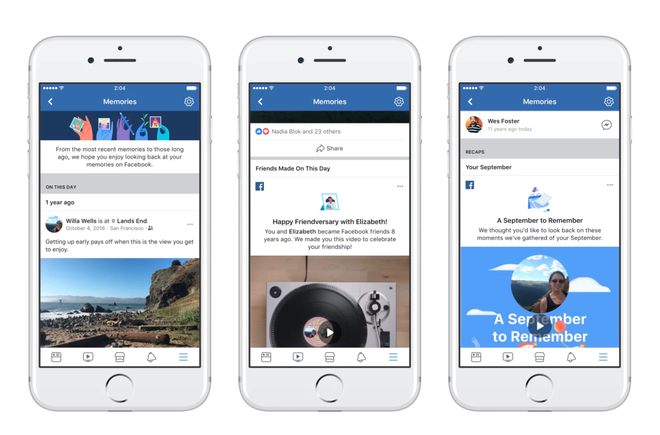 2:04
Memories
From the most recent memories to those long
ago, we hope you enjoy looking back at your
memories on Facebook.
ON THIS DAY
1 year ago
Willa Wells is at Lands End.
October 4, 2016 · San Francisco ·
Getting up early pays off when this is the view you get
to enjoy.
2:04
Memories
Nadia Blok and 23 others
Share
Friends Made On This Day
Happy Friendversary with Elizabeth!
You and Elizabeth became Facebook friends 8
years ago. We made you this video to celebrate
your friendship!
2:04
Memories
Wes Foster
11 years ago today
RECAPS
Your September
A September to Remember
We thought you'd like to look back on these
moments we've gathered of your September.
A September
to Remember